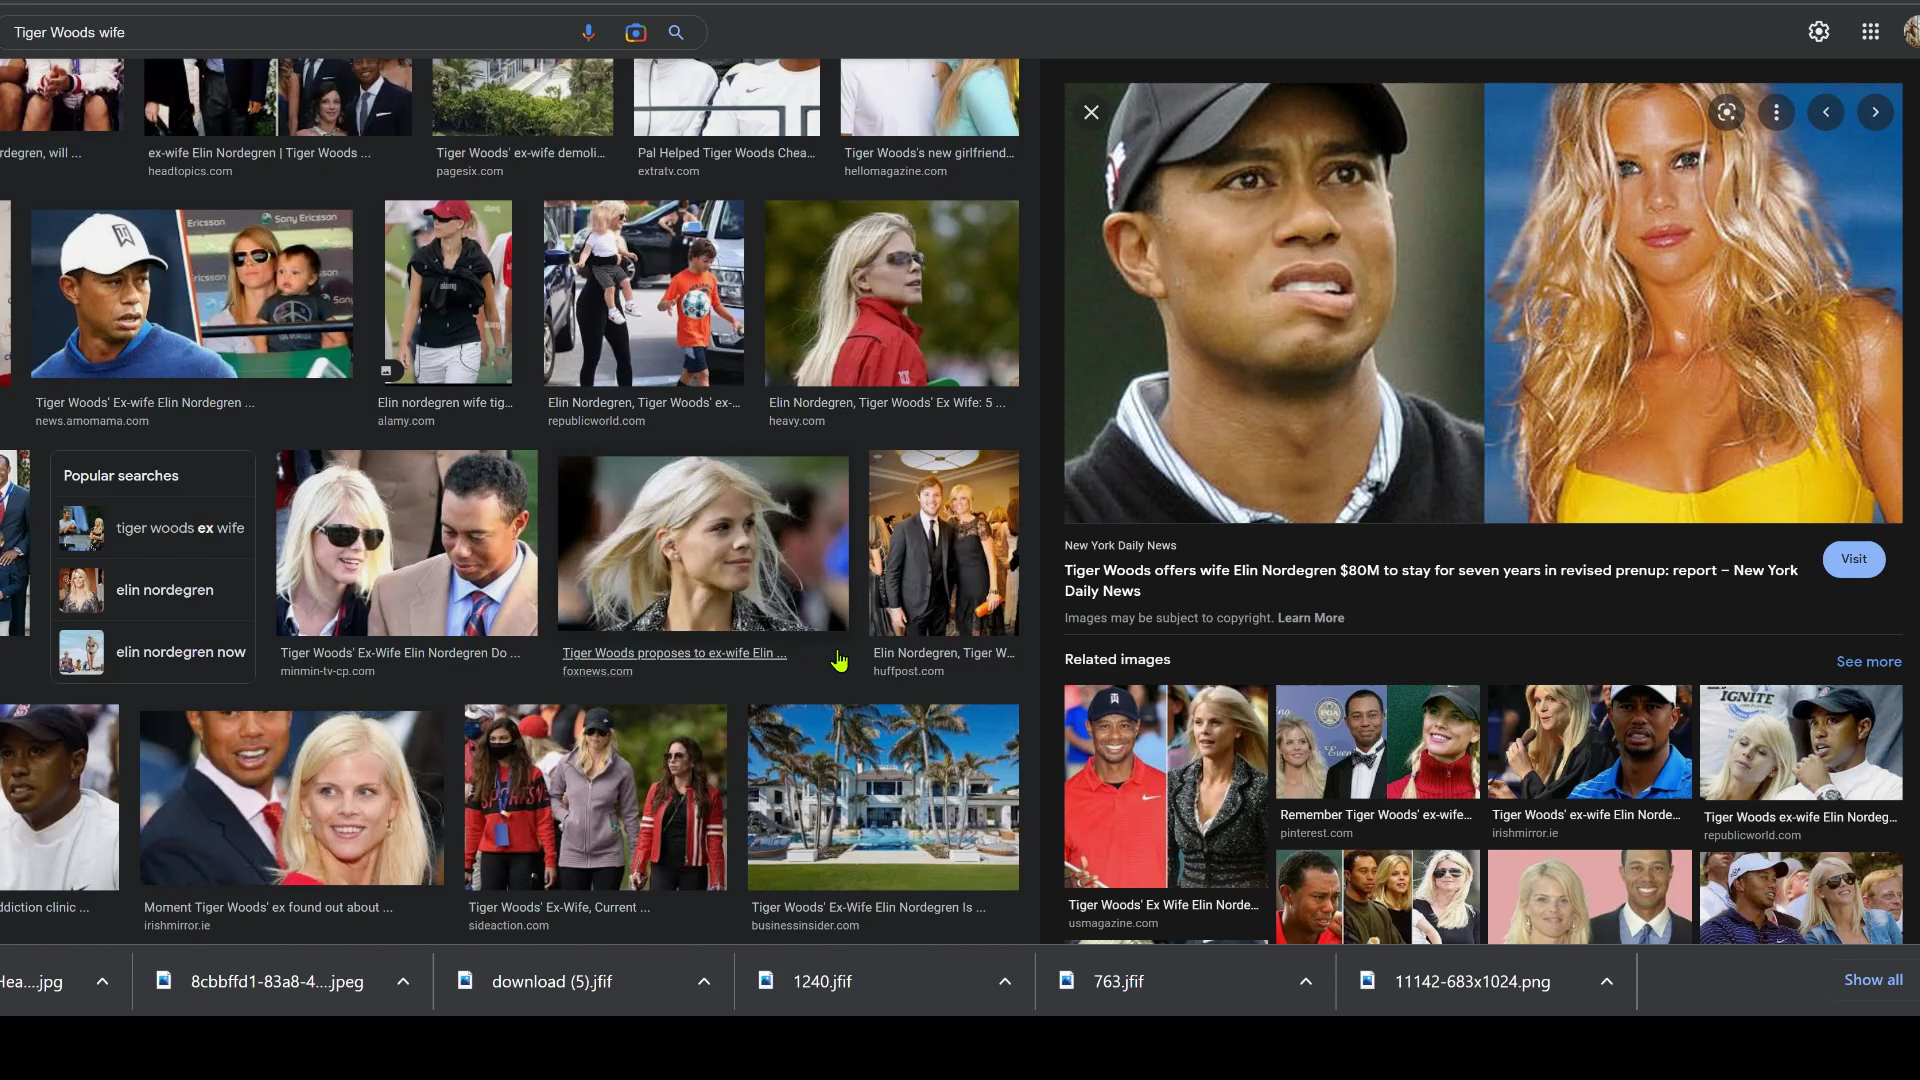 Tiger Woods wife
rdegren, will ...
ex-wife Elin Nordegren | Tiger Woods ...
headtopics.com
Tiger Woods' ex-wife demoli...
pagesix.com
Pal Helped Tiger Woods Chea...
extratv.com
Tiger Woods's new girlfriend...
hellomagazine.com
Ericsson
Sony Ericsson
Tiger Woods' Ex-wife Elin Nordegren ...
news.amomama.com
alamy
Elin nordegren wife tig...
alamy.com
Elin Nordegren, Tiger Woods' ex-...
republicworld.com
Elin Nordegren, Tiger Woods' Ex Wife: 5 ...
heavy.com
Popular searches
tiger woods ex wife
elin nordegren
elin nordegren now
Tiger Woods' Ex-Wife Elin Nordegren Do ...
minmin-tv-cp.com
Tiger Woods proposes to ex-wife Elin ...
foxnews.com
Elin Nordegren, Tiger W...
huffpost.com
ddiction clinic ...
Moment Tiger Woods' ex found out about ...
irishmirror.ie
Tiger Woods' Ex-Wife, Current ...
sideaction.com
Tiger Woods' Ex-Wife Elin Nordegren Is ...
businessinsider.com
New York Daily News
Tiger Woods offers wife Elin Nordegren $80M to stay for seven years in revised prenup: report – New York
Daily News
Visit
Images may be subject to copyright. Learn More
Related images
See more
PGA
IGNITE
Tiger Woods' Ex Wife Elin Norde...
usmagazine.com
Remember Tiger Woods' ex-wife...
pinterest.com
Tiger Woods' ex-wife Elin Norde...
irishmirror.ie
Tiger Woods ex-wife Elin Nordeg...
republicworld.com
Hea....jpg
8cbbffd1-83a8-4....jpeg
download (5).jfif
1240.jfif
763.jfif
11142-683x1024.png
Show all